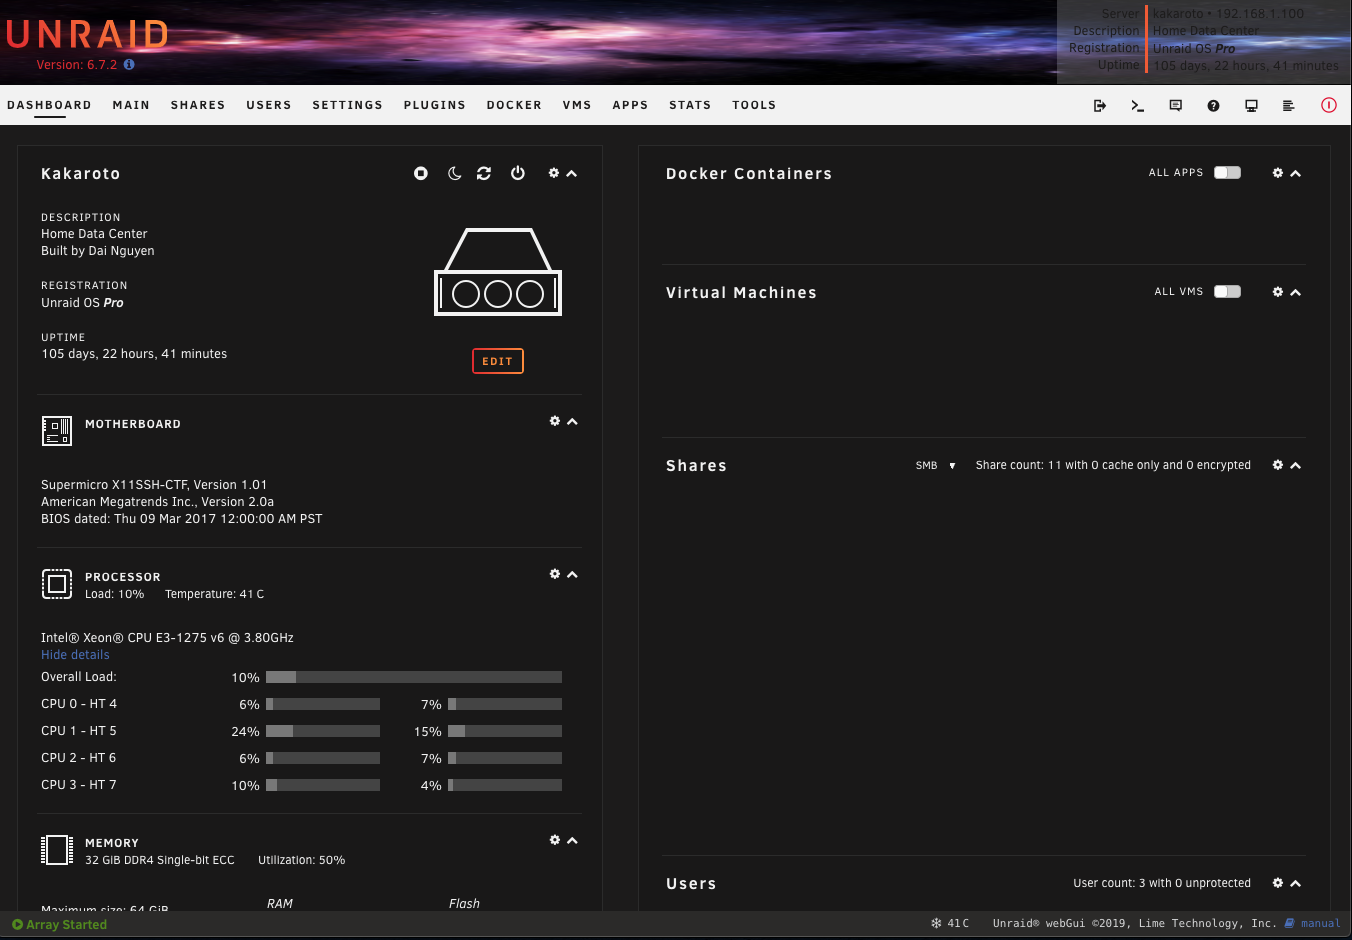 UNRAID
Version: 6.7.2
Server kakaroto • 192.168.1.100
Description Home Data Center
Registration Unraid OS Pro
Uptime 105 days, 22 hours, 41 minutes
DASHBOARD MAIN SHARES USERS SETTINGS PLUGINS DOCKER VMS APPS STATS TOOLS
Kakaroto
DESCRIPTION
Home Data Center
Built by Dai Nguyen
REGISTRATION
Unraid OS Pro
UPTIME
105 days, 22 hours, 41 minutes
EDIT
MOTHERBOARD
Supermicro X11SSH-CTF, Version 1.01
American Megatrends Inc., Version 2.0a
BIOS dated: Thu 09 Mar 2017 12:00:00 AM PST
PROCESSOR
Load: 10% Temperature: 41 C
Intel® Xeon® CPU E3-1275 v6 @ 3.80GHz
Hide details
Overall Load: 10%
CPU 0 - HT 4 6% 7%
CPU 1 - HT 5 24% 15%
CPU 2 - HT 6 6% 7%
CPU 3 - HT 7 10% 4%
MEMORY
32 GiB DDR4 Single-bit ECC Utilization: 50%
RAM Flash
Maximum size: 64 GiB
Docker Containers ALL APPS
Virtual Machines ALL VMS
Shares SMB Share count: 11 with 0 cache only and 0 encrypted
Users User count: 3 with 0 unprotected
Array Started 41 C Unraid® webGui ©2019, Lime Technology, Inc. manual